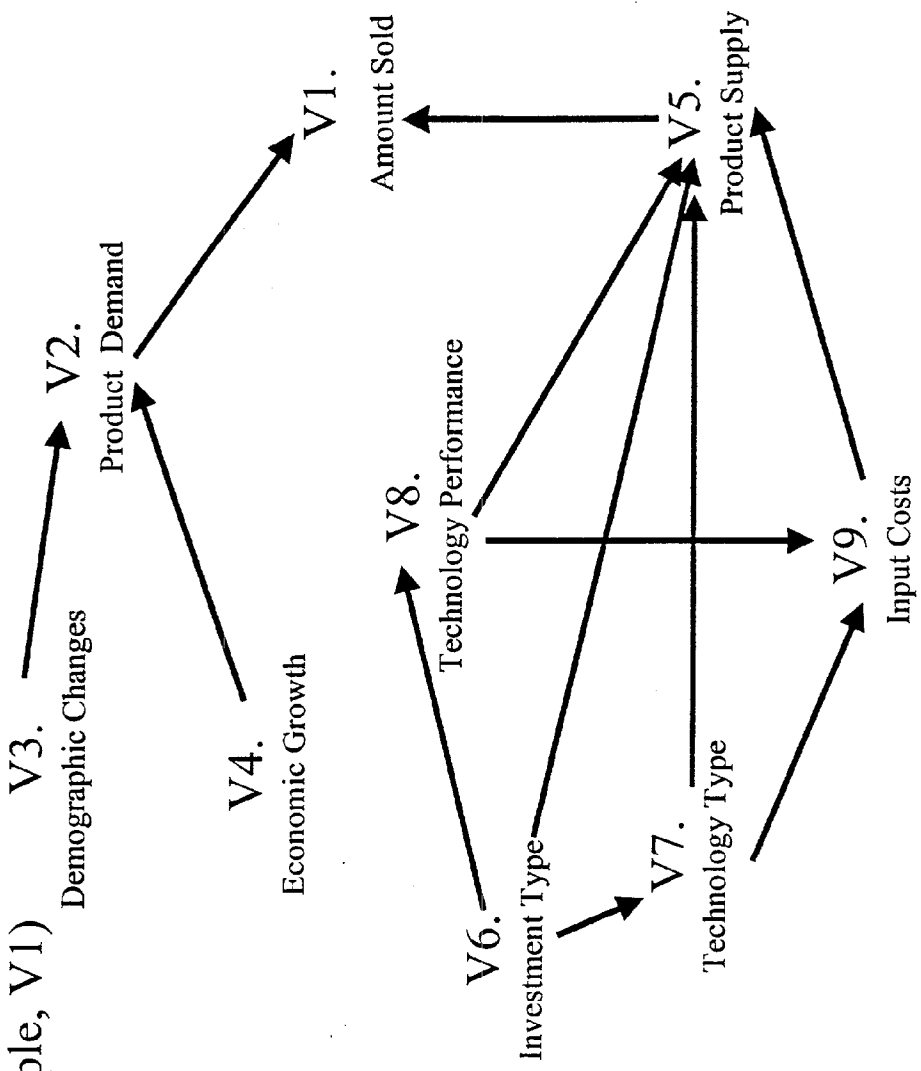 ple, V1)
V3.
Demographic Changes
V2.
Product Demand
V4.
Economic Growth
V1.
Amount Sold
V8.
Technology Performance
V6.
Investment Type
V7.
Technology Type
V5.
Product Supply
V9.
Input Costs